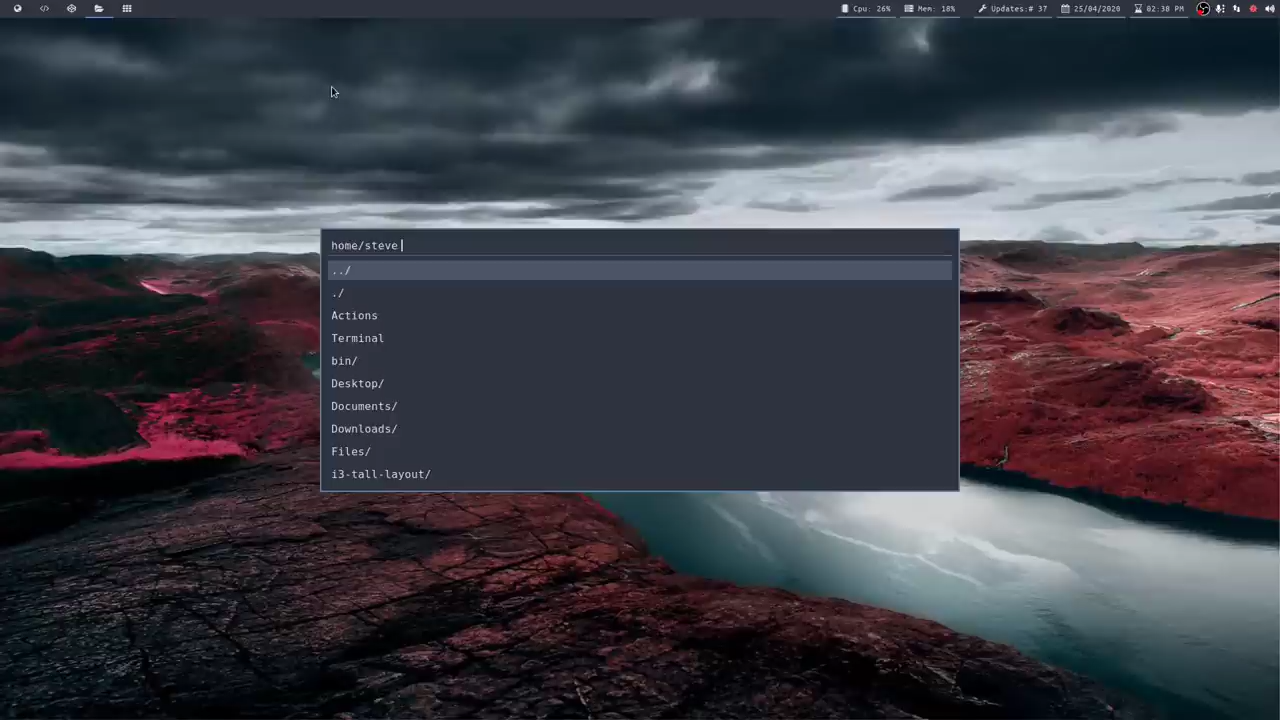 Cpu: 26% Mem: 18% Updates:# 37 25/04/2020 02:38 PM
home/steve
../
./
Actions
Terminal
bin/
Desktop/
Documents/
Downloads/
Files/
i3-tall-layout/